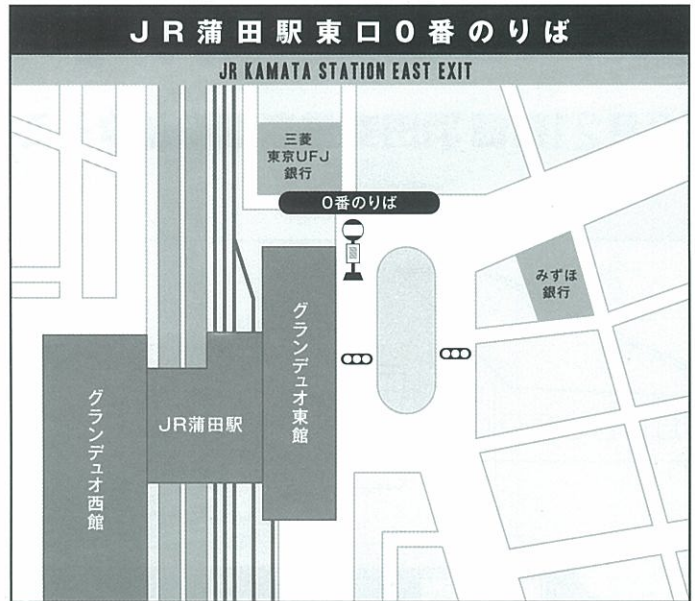 JR蒲田駅東口0番のりば
JR KAMATA STATION EAST EXIT
三菱
東京UFJ
銀行
0番のりば
みずほ
銀行
グランデュオ東館
JR蒲田駅
グランデュオ西館